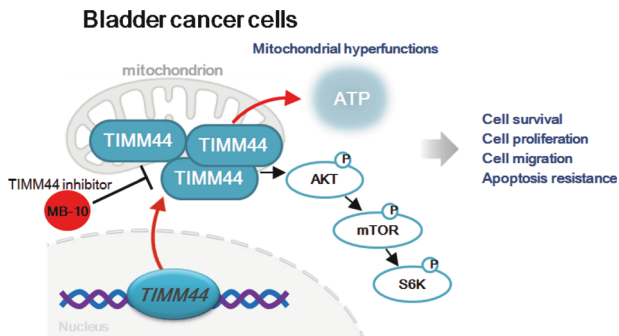 Bladder cancer cells
Mitochondrial hyperfunctions
mitochondrion
ATP
TIMM44
TIMM44
TIMM44
TIMM44 inhibitor
MB-10
P
AKT
P
mTOR
P
S6K
Cell survival
Cell proliferation
Cell migration
Apoptosis resistance
TIMM44
Nucleus